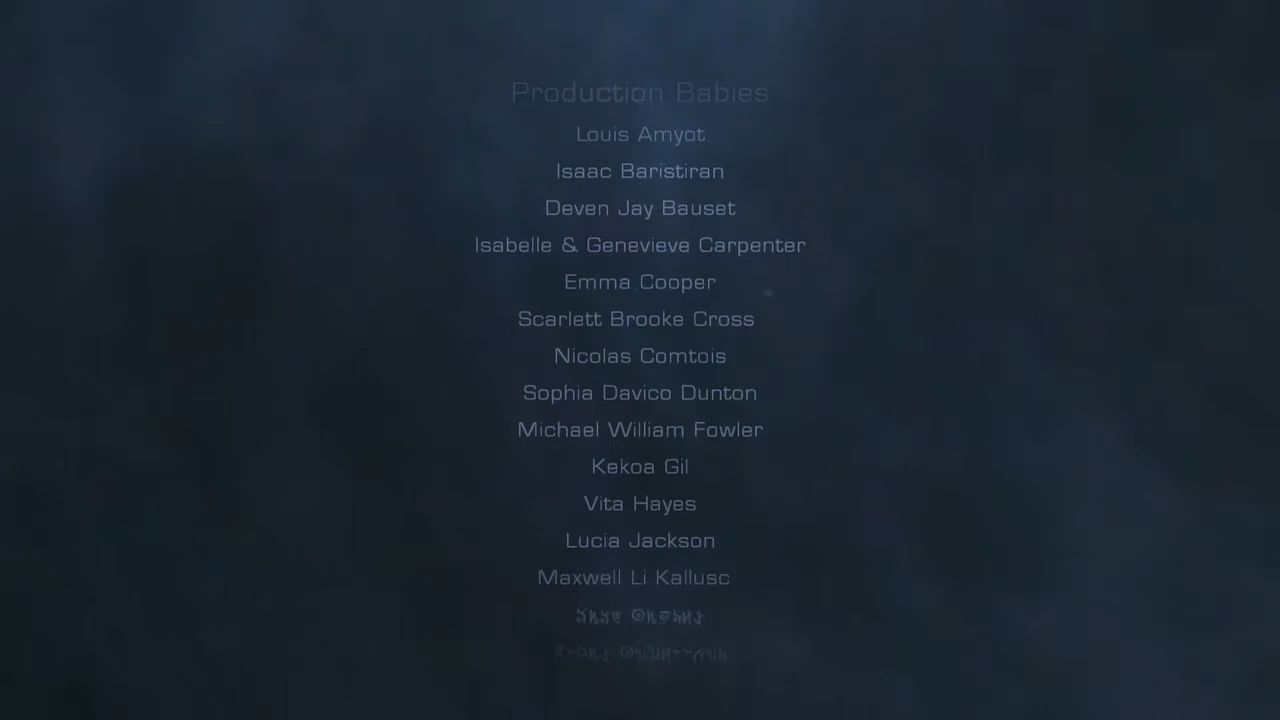 Production Babies
Louis Amyot
Isaac Baristiran
Deven Jay Bauset
Isabelle & Genevieve Carpenter
Emma Cooper
Scarlett Brooke Cross
Nicolas Comtois
Sophia Davico Dunton
Michael William Fowler
Kekoa Gil
Vita Hayes
Lucia Jackson
Maxwell Li Kallusc